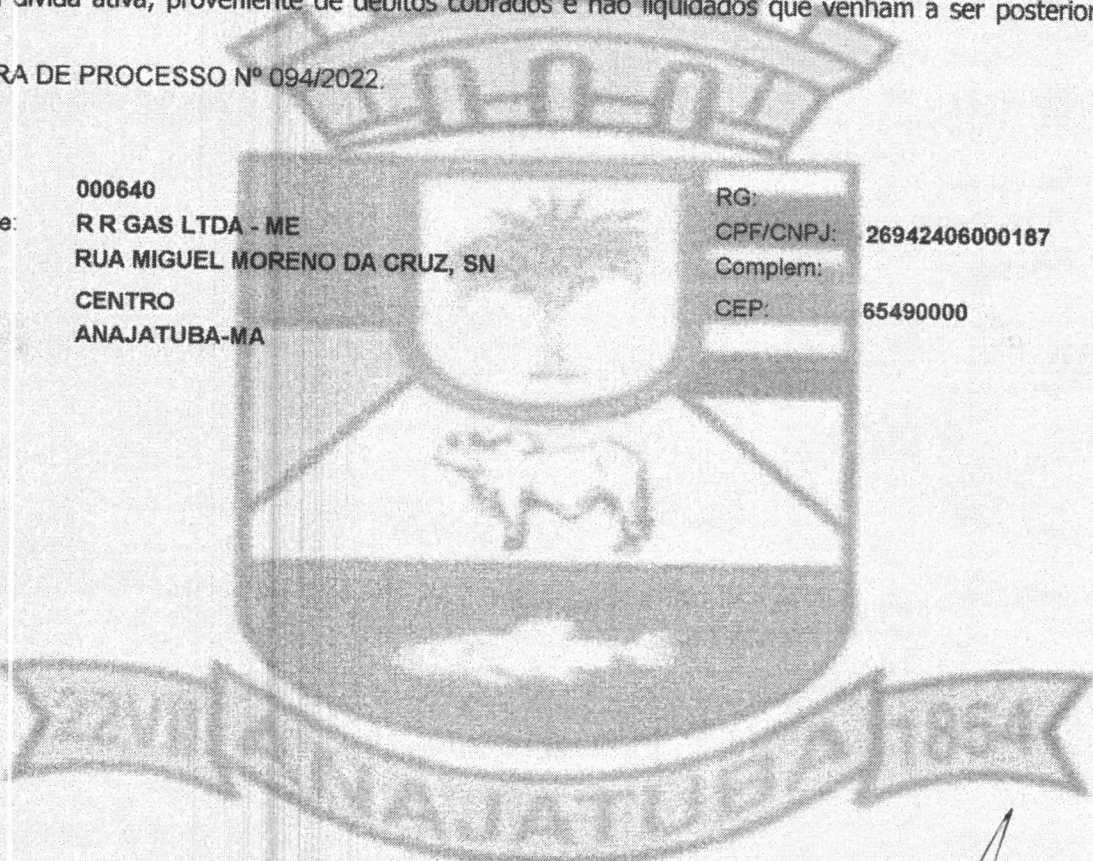 dívida ativa, proveniente de débitos cobrados e não liquidados que venham a ser posterior
RA DE PROCESSO Nº 094/2022.
000640
RG:
e: R R GAS LTDA - ME
CPF/CNPJ: 26942406000187
RUA MIGUEL MORENO DA CRUZ, SN
Complem:
CENTRO
CEP: 65490000
ANAJATUBA-MA
22VII
ANAJATUBA
1854